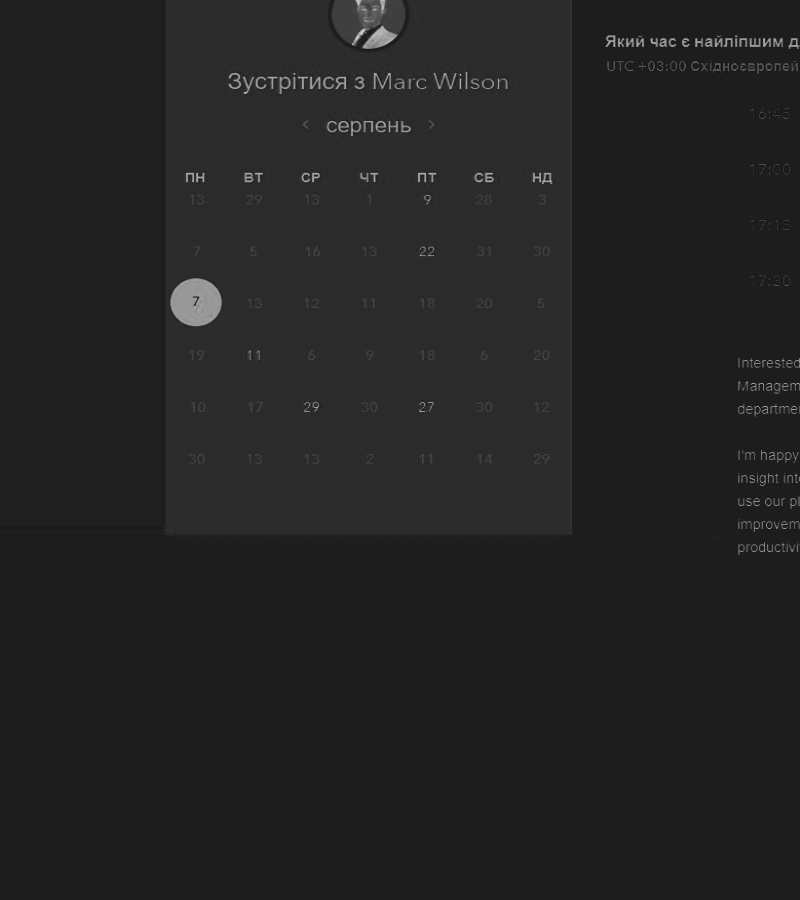 Зустрітися з Marc Wilson
серпень
ПН ВТ СР ЧТ ПТ СБ НД
13 29 13 1 9 28 3
7 5 16 13 22 31 30
7 13 12 11 18 20 5
19 11 6 9 18 6 20
10 17 29 30 27 30 12
30 13 13 2 11 14 29
Який час є найліпшим д
UTC +03:00 Східноєвропей
16:45
17:00
17:15
17:30
Interested
Managem
departme
I'm happy
insight int
use our pl
improvem
productivi